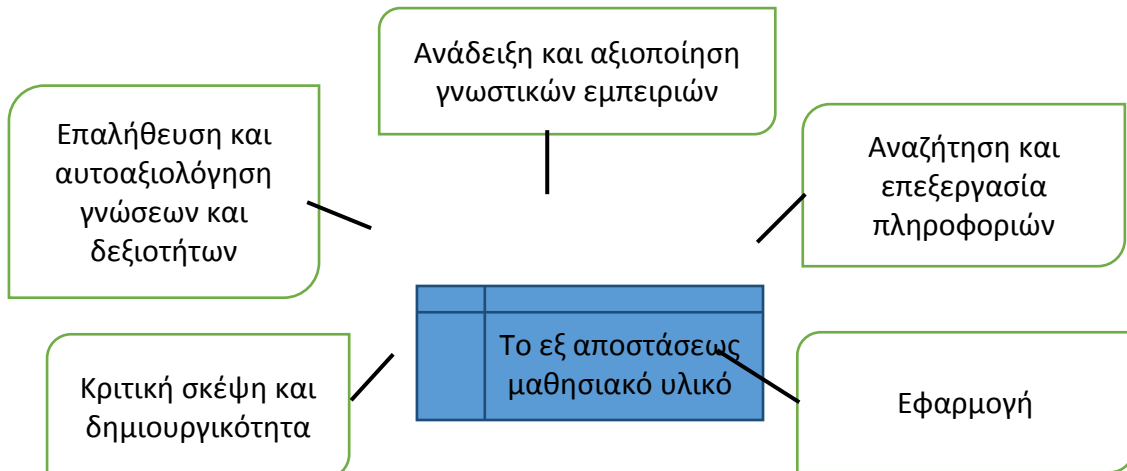 Ανάδειξη και αξιοποίηση
γνωστικών εμπειριών
Επαλήθευση και
αυτοαξιολόγηση
γνώσεων και
δεξιοτήτων
Αναζήτηση και
επεξεργασία
πληροφοριών
Το εξ αποστάσεως
μαθησιακό υλικό
Κριτική σκέψη και
δημιουργικότητα
Εφαρμογή